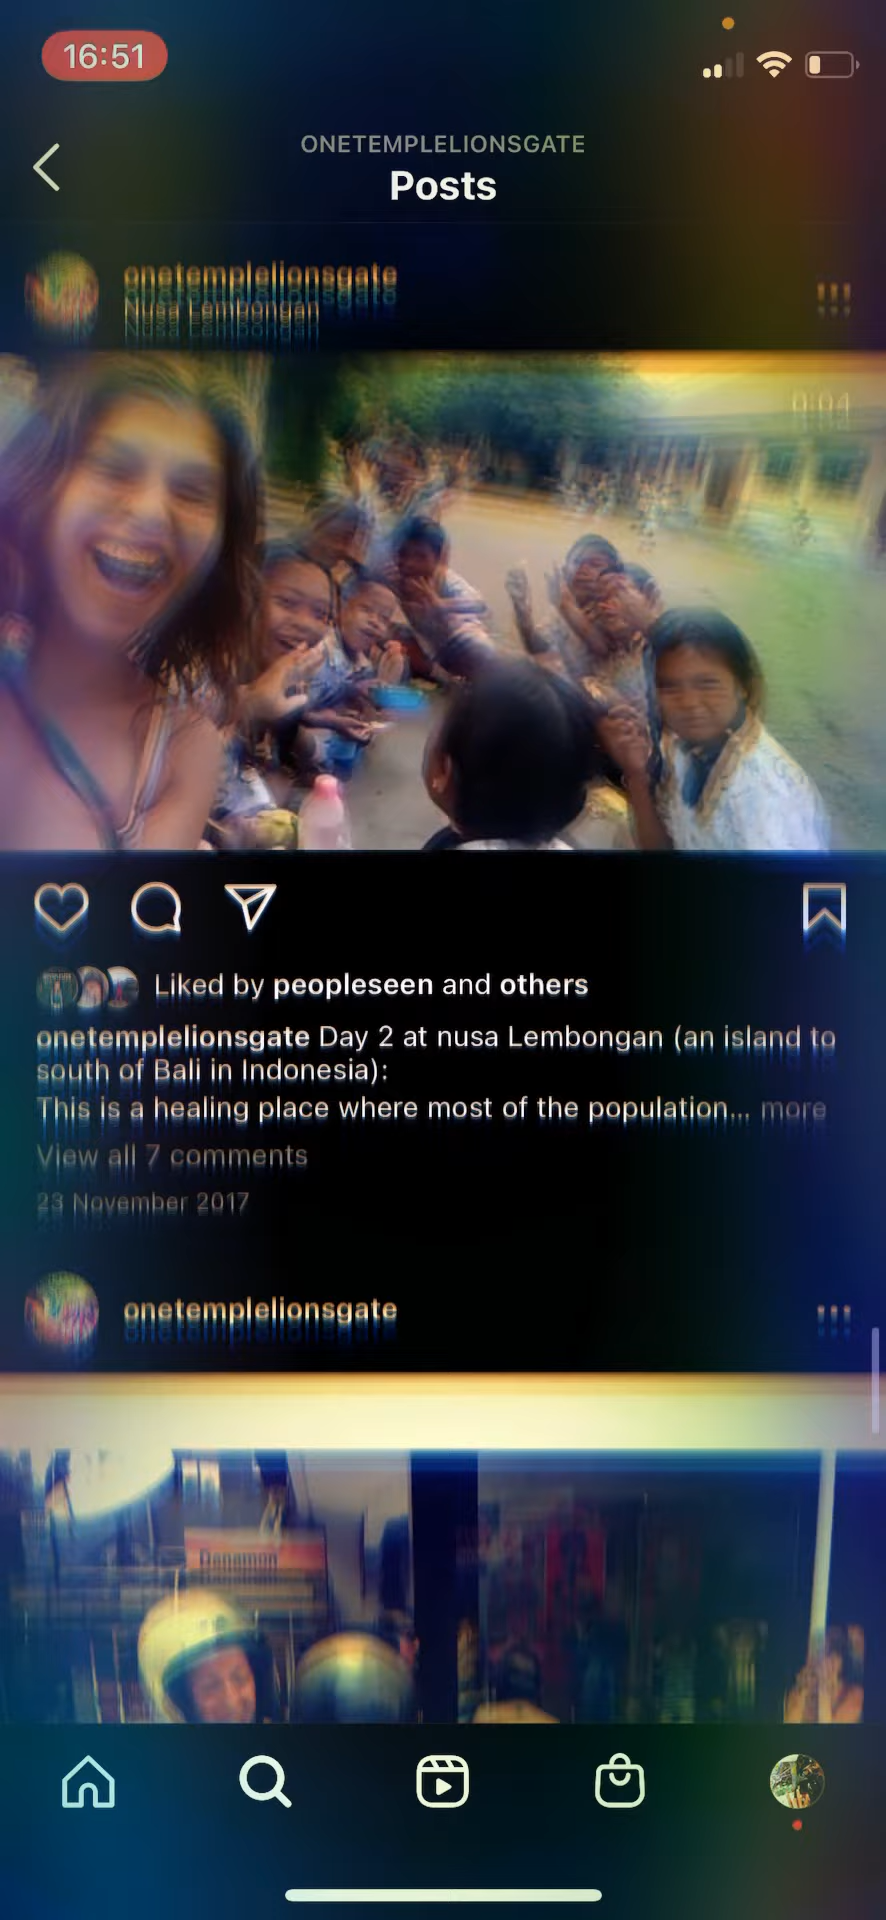 16:51
ONETEMPLELIONSGATE
Posts
onetemplelionsgate
Nusa Lembongan
0:04
Liked by peopleseen and others
onetemplelionsgate Day 2 at nusa Lembongan (an island to
south of Bali in Indonesia):
This is a healing place where most of the population... more
View all 7 comments
23 November 2017
onetemplelionsgate
Danamon